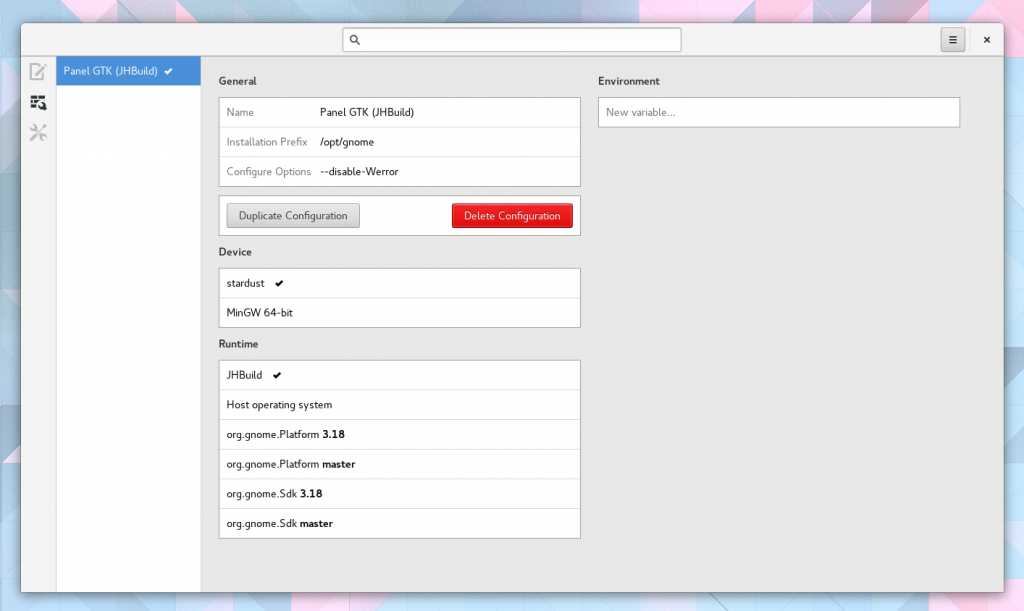 Panel GTK (JHBuild)
General
Name Panel GTK (JHBuild)
Installation Prefix /opt/gnome
Configure Options --disable-Werror
Duplicate Configuration Delete Configuration
Device
stardust
MinGW 64-bit
Runtime
JHBuild
Host operating system
org.gnome.Platform 3.18
org.gnome.Platform master
org.gnome.Sdk 3.18
org.gnome.Sdk master
Environment
New variable...